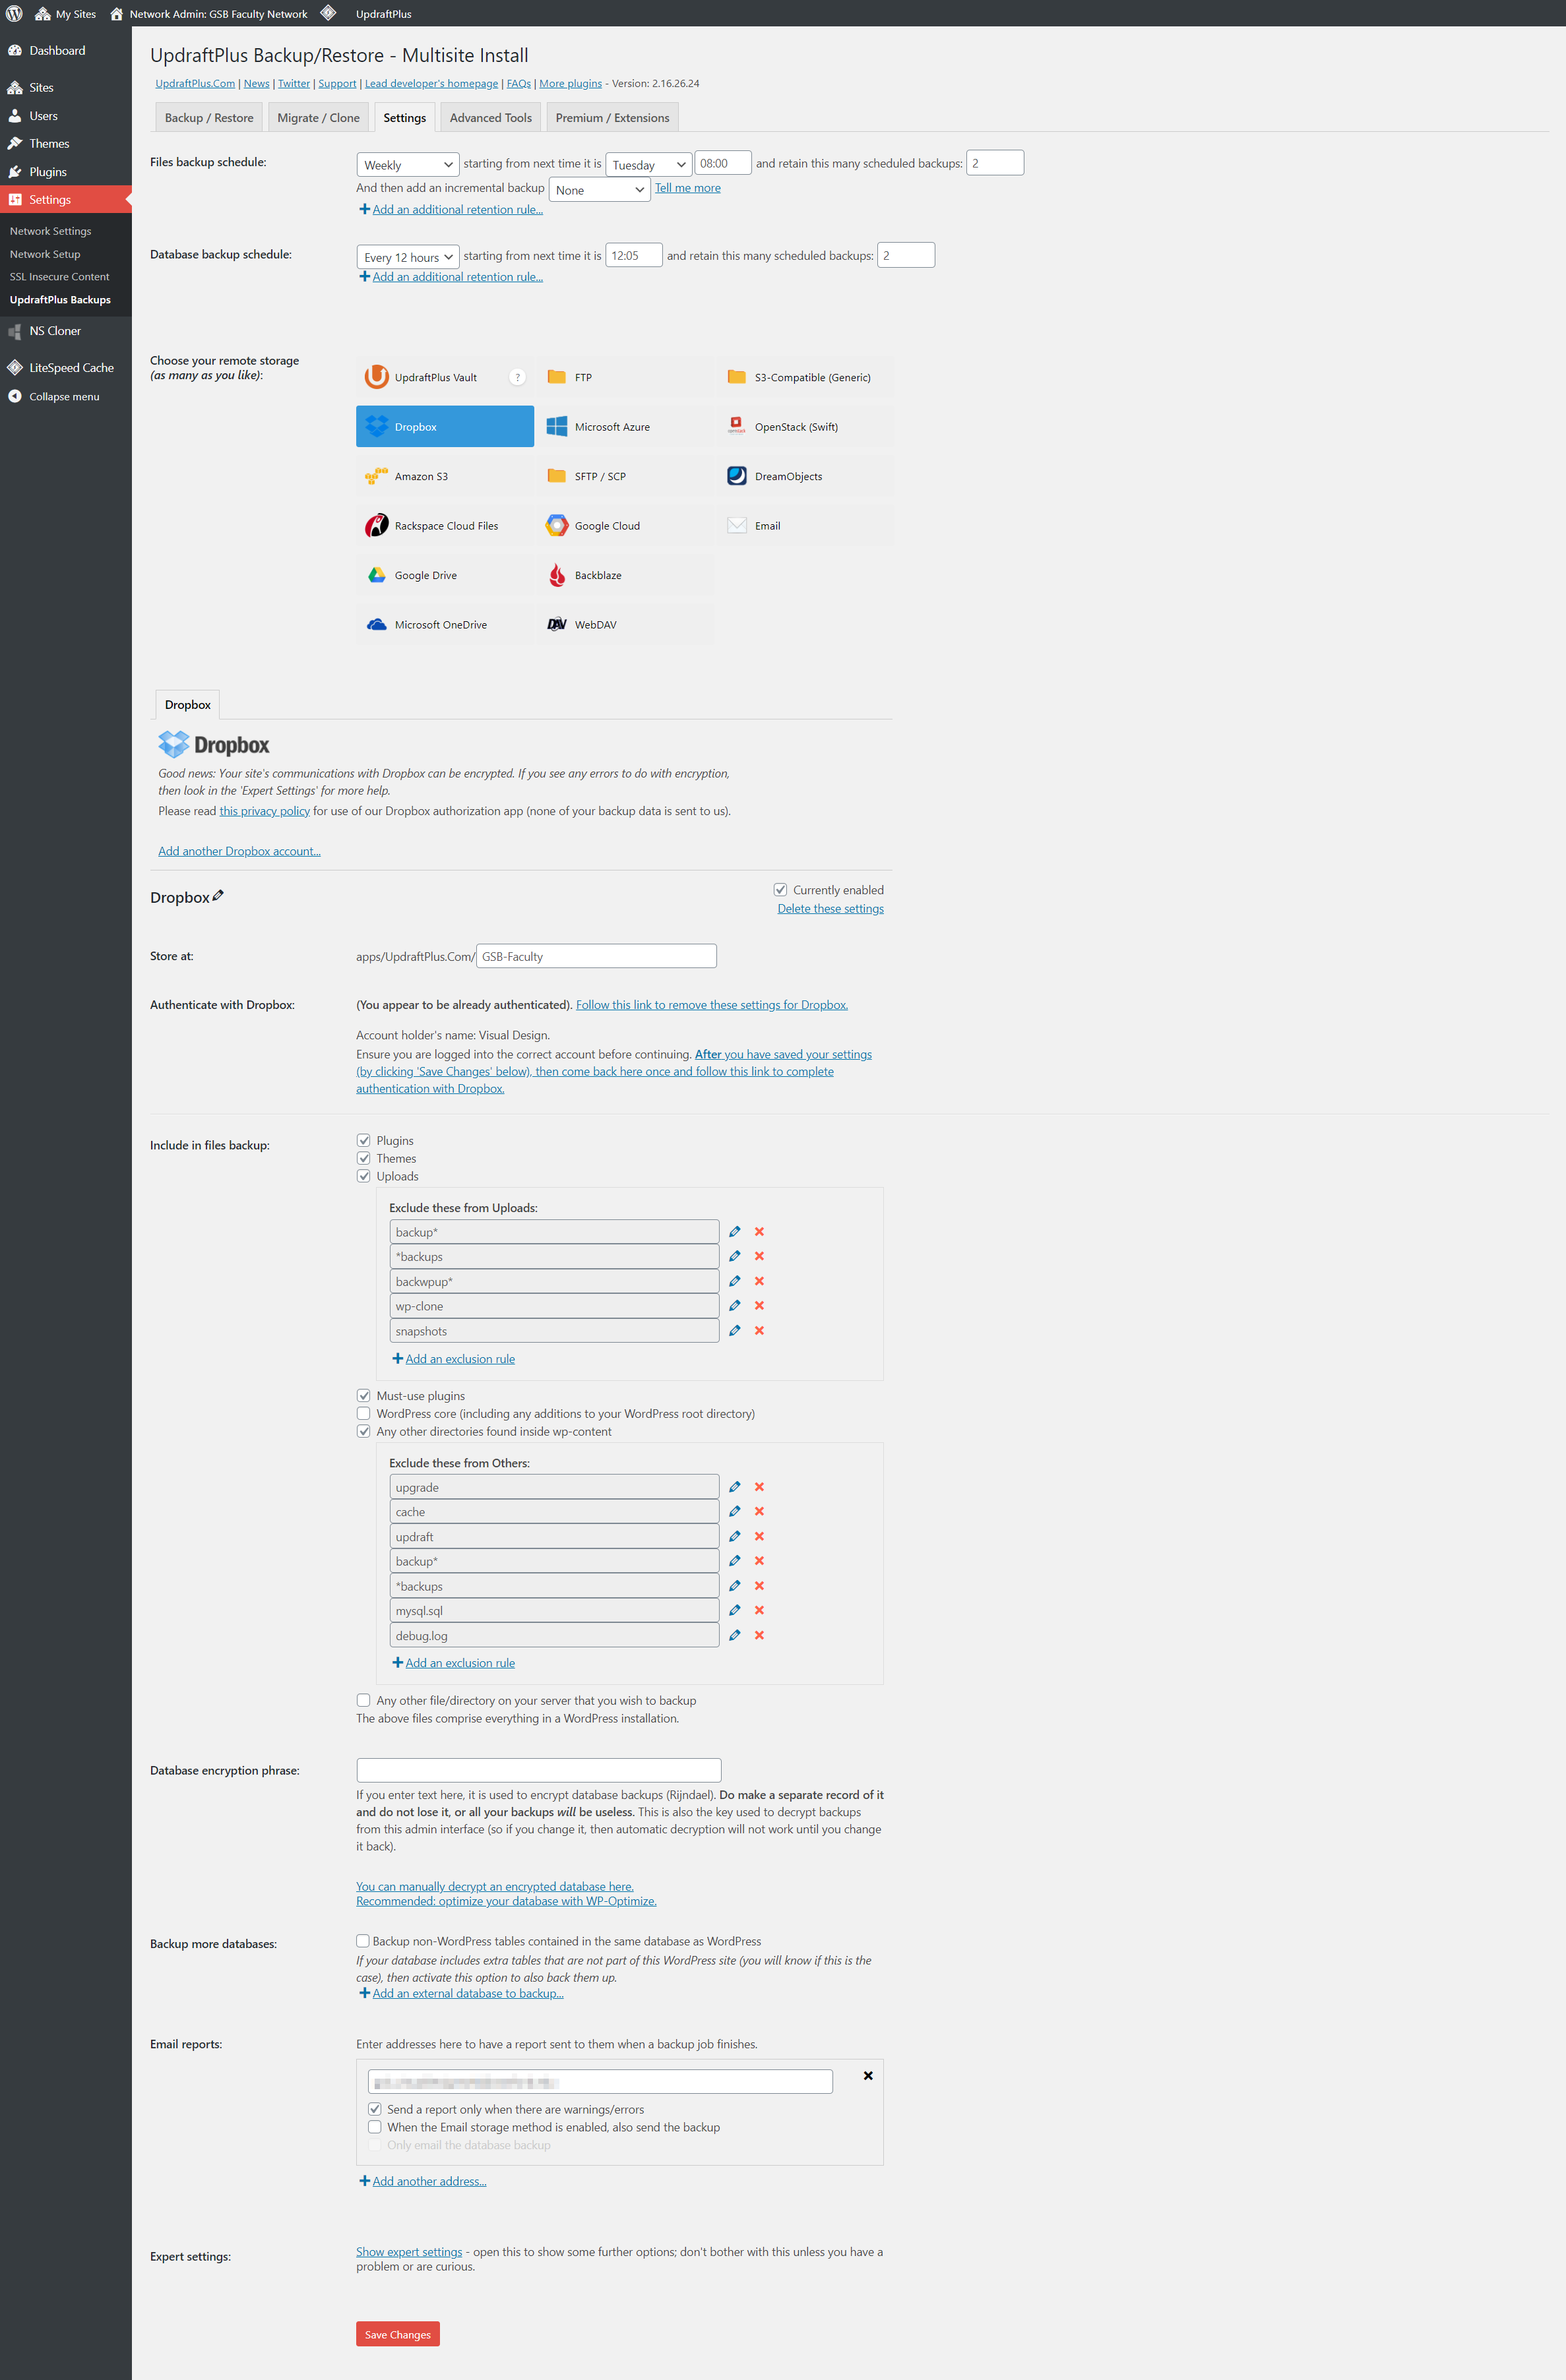 My Sites
Network Admin: GSB Faculty Network
UpdraftPlus
Dashboard
Sites
Users
Themes
Plugins
Settings
Network Settings
Network Setup
SSL Insecure Content
UpdraftPlus Backups
NS Cloner
LiteSpeed Cache
Collapse menu
UpdraftPlus Backup/Restore - Multisite Install
UpdraftPlus.Com | News | Twitter | Support | Lead developer's homepage | FAQs | More plugins - Version: 2.16.26.24
Backup / Restore
Migrate / Clone
Settings
Advanced Tools
Premium / Extensions
Files backup schedule:
Weekly starting from next time it is Tuesday 08:00 and retain this many scheduled backups: 2
And then add an incremental backup None Tell me more
Add an additional retention rule...
Database backup schedule:
Every 12 hours starting from next time it is 12:05 and retain this many scheduled backups: 2
Add an additional retention rule...
Choose your remote storage
(as many as you like):
UpdraftPlus Vault ? FTP S3-Compatible (Generic)
Dropbox Microsoft Azure openstack OpenStack (Swift)
Amazon S3 SFTP / SCP DreamObjects
Rackspace Cloud Files Google Cloud Email
Google Drive Backblaze
Microsoft OneDrive DAV WebDAV
Dropbox
Dropbox
Good news: Your site's communications with Dropbox can be encrypted. If you see any errors to do with encryption,
then look in the 'Expert Settings' for more help.
Please read this privacy policy for use of our Dropbox authorization app (none of your backup data is sent to us).
Add another Dropbox account...
Dropbox
Currently enabled
Delete these settings
Store at:
apps/UpdraftPlus.Com/ GSB-Faculty
Authenticate with Dropbox:
(You appear to be already authenticated). Follow this link to remove these settings for Dropbox.
Account holder's name: Visual Design.
Ensure you are logged into the correct account before continuing. After you have saved your settings
(by clicking 'Save Changes' below), then come back here once and follow this link to complete
authentication with Dropbox.
Include in files backup:
Plugins
Themes
Uploads
Exclude these from Uploads:
backup*
*backups
backwpup*
wp-clone
snapshots
Add an exclusion rule
Must-use plugins
WordPress core (including any additions to your WordPress root directory)
Any other directories found inside wp-content
Exclude these from Others:
upgrade
cache
updraft
backup*
*backups
mysql.sql
debug.log
Add an exclusion rule
Any other file/directory on your server that you wish to backup
The above files comprise everything in a WordPress installation.
Database encryption phrase:
If you enter text here, it is used to encrypt database backups (Rijndael). Do make a separate record of it
and do not lose it, or all your backups will be useless. This is also the key used to decrypt backups
from this admin interface (so if you change it, then automatic decryption will not work until you change
it back).
You can manually decrypt an encrypted database here.
Recommended: optimize your database with WP-Optimize.
Backup more databases:
Backup non-WordPress tables contained in the same database as WordPress
If your database includes extra tables that are not part of this WordPress site (you will know if this is the
case), then activate this option to also back them up.
Add an external database to backup...
Email reports:
Enter addresses here to have a report sent to them when a backup job finishes.
Send a report only when there are warnings/errors
When the Email storage method is enabled, also send the backup
Only email the database backup
Add another address...
Expert settings:
Show expert settings - open this to show some further options; don't bother with this unless you have a
problem or are curious.
Save Changes